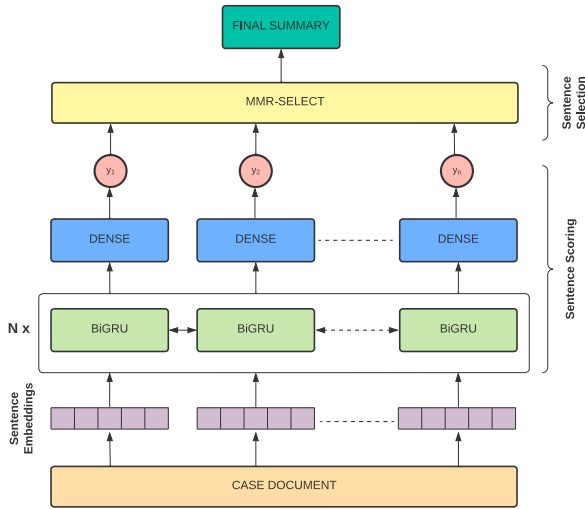 FINAL SUMMARY
MMR-SELECT
Sentence
Selection
y1
y2
yn
DENSE
DENSE
DENSE
Sentence Scoring
N x
BiGRU
BiGRU
BiGRU
Sentence
Embeddings
CASE DOCUMENT